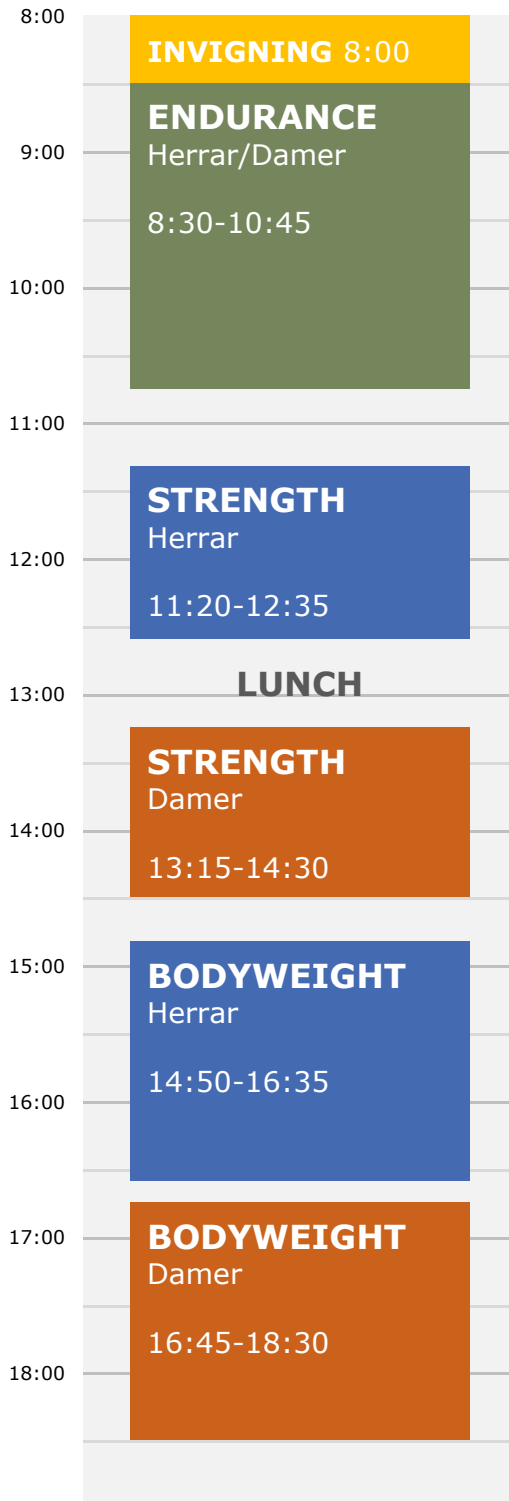 8:00
INVIGNING 8:00
ENDURANCE
9:00
Herrar/Damer
8:30-10:45
10:00
11:00
STRENGTH
Herrar
12:00
11:20-12:35
LUNCH
13:00
STRENGTH
Damer
14:00
13:15-14:30
15:00
BODYWEIGHT
Herrar
14:50-16:35
16:00
17:00
BODYWEIGHT
Damer
16:45-18:30
18:00